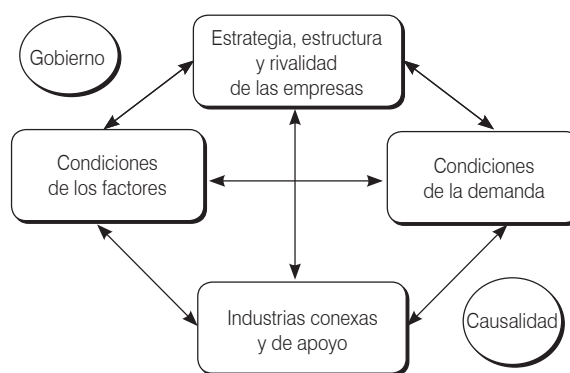 Gobierno
Estrategia, estructura
y rivalidad
de las empresas
Condiciones
de los factores
Condiciones
de la demanda
Industrias conexas
y de apoyo
Causalidad